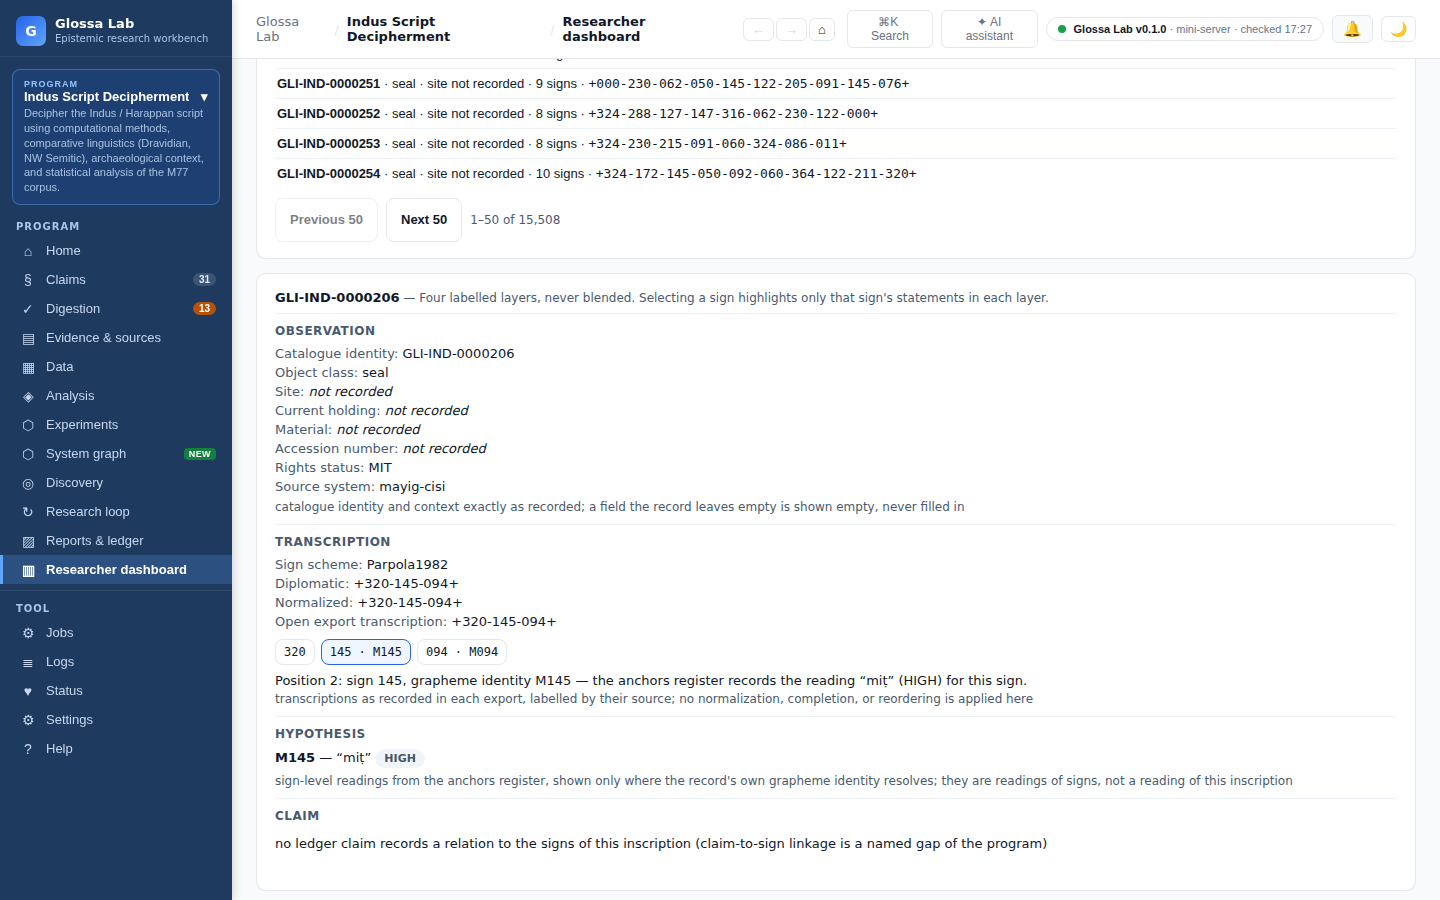 G
Glossa Lab
Epistemic research workbench
PROGRAM
Indus Script Decipherment ▼
Decipher the Indus / Harappan script
using computational methods,
comparative linguistics (Dravidian,
NW Semitic), archaeological context,
and statistical analysis of the M77
corpus.
PROGRAM
Home
Claims 31
Digestion 13
Evidence & sources
Data
Analysis
Experiments
System graph NEW
Discovery
Research loop
Reports & ledger
Researcher dashboard
TOOL
Jobs
Logs
Status
Settings
? Help
Glossa Lab / Indus Script Decipherment / Researcher dashboard
⌘K Search
✦ AI assistant
Glossa Lab v0.1.0 · mini-server · checked 17:27
GLI-IND-0000251 · seal · site not recorded · 9 signs · +000-230-062-050-145-122-205-091-145-076+
GLI-IND-0000252 · seal · site not recorded · 8 signs · +324-288-127-147-316-062-230-122-000+
GLI-IND-0000253 · seal · site not recorded · 8 signs · +324-230-215-091-060-324-086-011+
GLI-IND-0000254 · seal · site not recorded · 10 signs · +324-172-145-050-092-060-364-122-211-320+
Previous 50 Next 50 1–50 of 15,508
GLI-IND-0000206 — Four labelled layers, never blended. Selecting a sign highlights only that sign's statements in each layer.
OBSERVATION
Catalogue identity: GLI-IND-0000206
Object class: seal
Site: not recorded
Current holding: not recorded
Material: not recorded
Accession number: not recorded
Rights status: MIT
Source system: mayig-cisi
catalogue identity and context exactly as recorded; a field the record leaves empty is shown empty, never filled in
TRANSCRIPTION
Sign scheme: Parpola1982
Diplomatic: +320-145-094+
Normalized: +320-145-094+
Open export transcription: +320-145-094+
320 145 · M145 094 · M094
Position 2: sign 145, grapheme identity M145 — the anchors register records the reading “miṭ” (HIGH) for this sign.
transcriptions as recorded in each export, labelled by their source; no normalization, completion, or reordering is applied here
HYPOTHESIS
M145 — “miṭ” HIGH
sign-level readings from the anchors register, shown only where the record's own grapheme identity resolves; they are readings of signs, not a reading of this inscription
CLAIM
no ledger claim records a relation to the signs of this inscription (claim-to-sign linkage is a named gap of the program)